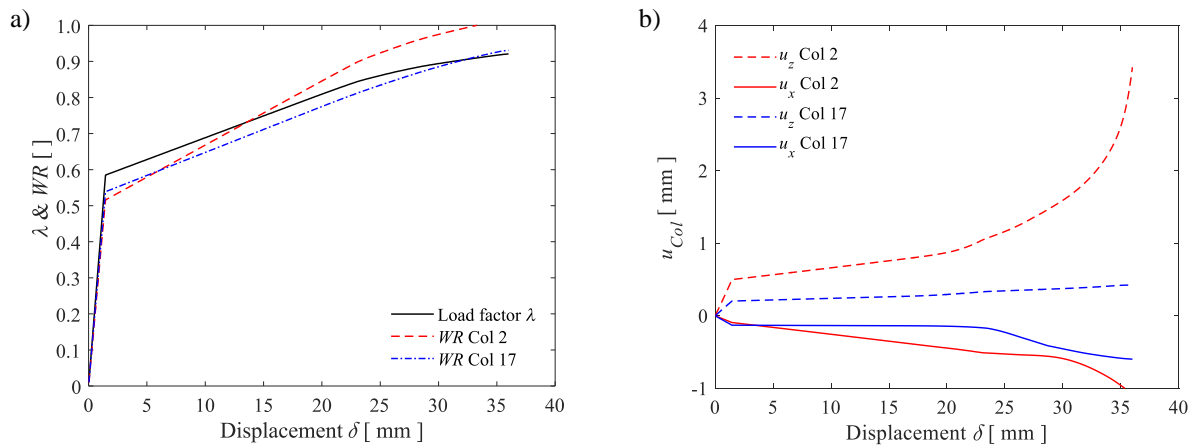 a)
λ & WR [ ]
1.0
0.9
0.8
0.7
0.6
0.5
0.4
0.3
0.2
0.1
0
Load factor λ
WR Col 2
WR Col 17
0 5 10 15 20 25 30 35 40
Displacement δ [ mm ]
b)
u_Col [ mm ]
4
3
2
1
0
-1
u_z Col 2
u_x Col 2
u_z Col 17
u_x Col 17
0 5 10 15 20 25 30 35 40
Displacement δ [ mm ]